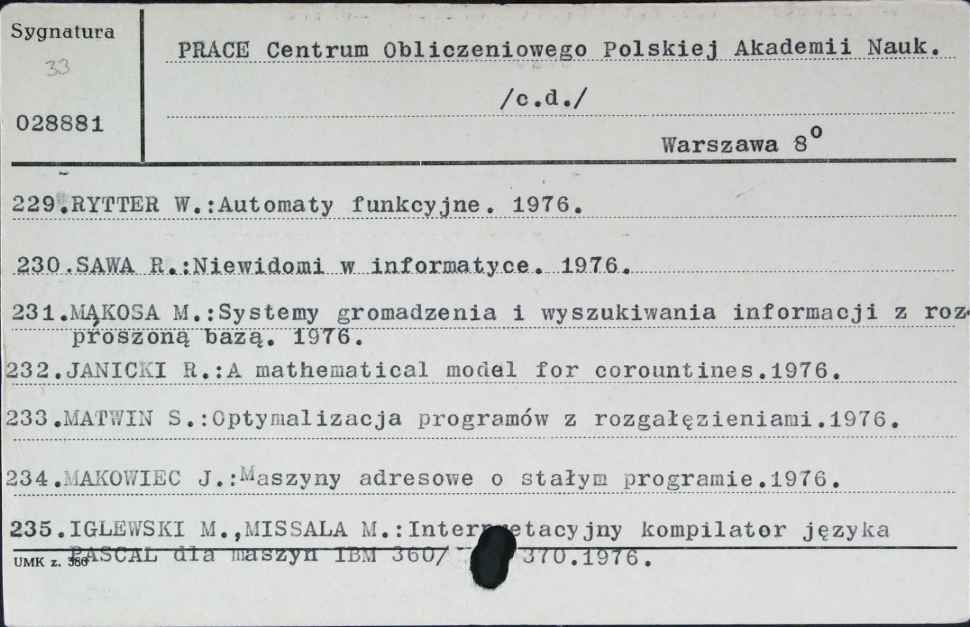 Sygnatura
33
028881
PRACE Centrum Obliczeniowego Polskiej Akademii Nauk.
/c.d./
Warszawa 8°
229.RYTTER W.:Automaty funkcyjne. 1976.
230.SAWA R.:Niewidomi w informatyce. 1976.
231.MĄKOSA M.:Systemy gromadzenia i wyszukiwania informacji z roz-
proszoną bazą. 1976.
232.JANICKI R.:A mathematical model for corountines.1976.
233.MATWIN S.:Optymalizacja programów z rozgałęzieniami.1976.
234.MAKOWIEC J.:Maszyny adresowe o stałym programie.1976.
235.IGLEWSKI M.,MISSALA M.:Interpretacyjny kompilator języka
PASCAL dla maszyn IBM 360/ 370.1976.
UMK z. 380